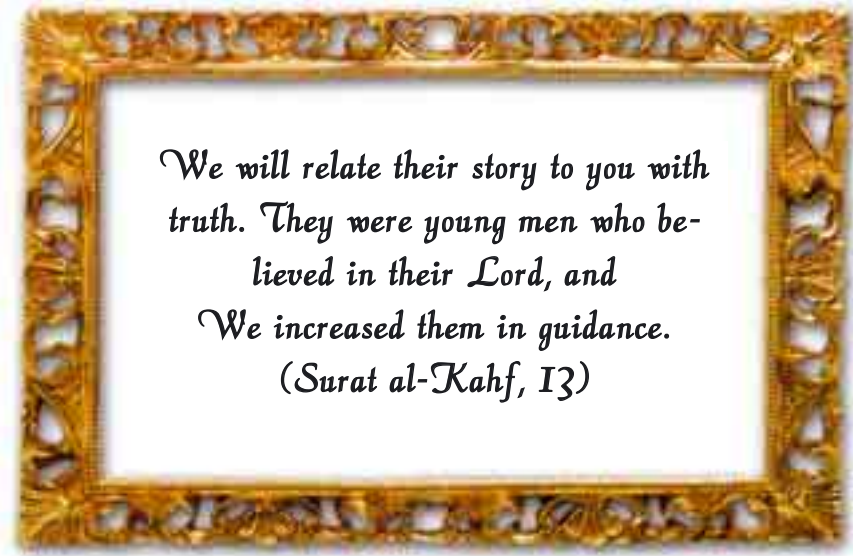 We will relate their story to you with
truth. They were young men who be-
lieved in their Lord, and
We increased them in guidance.
(Surat al-Kahf, 13)